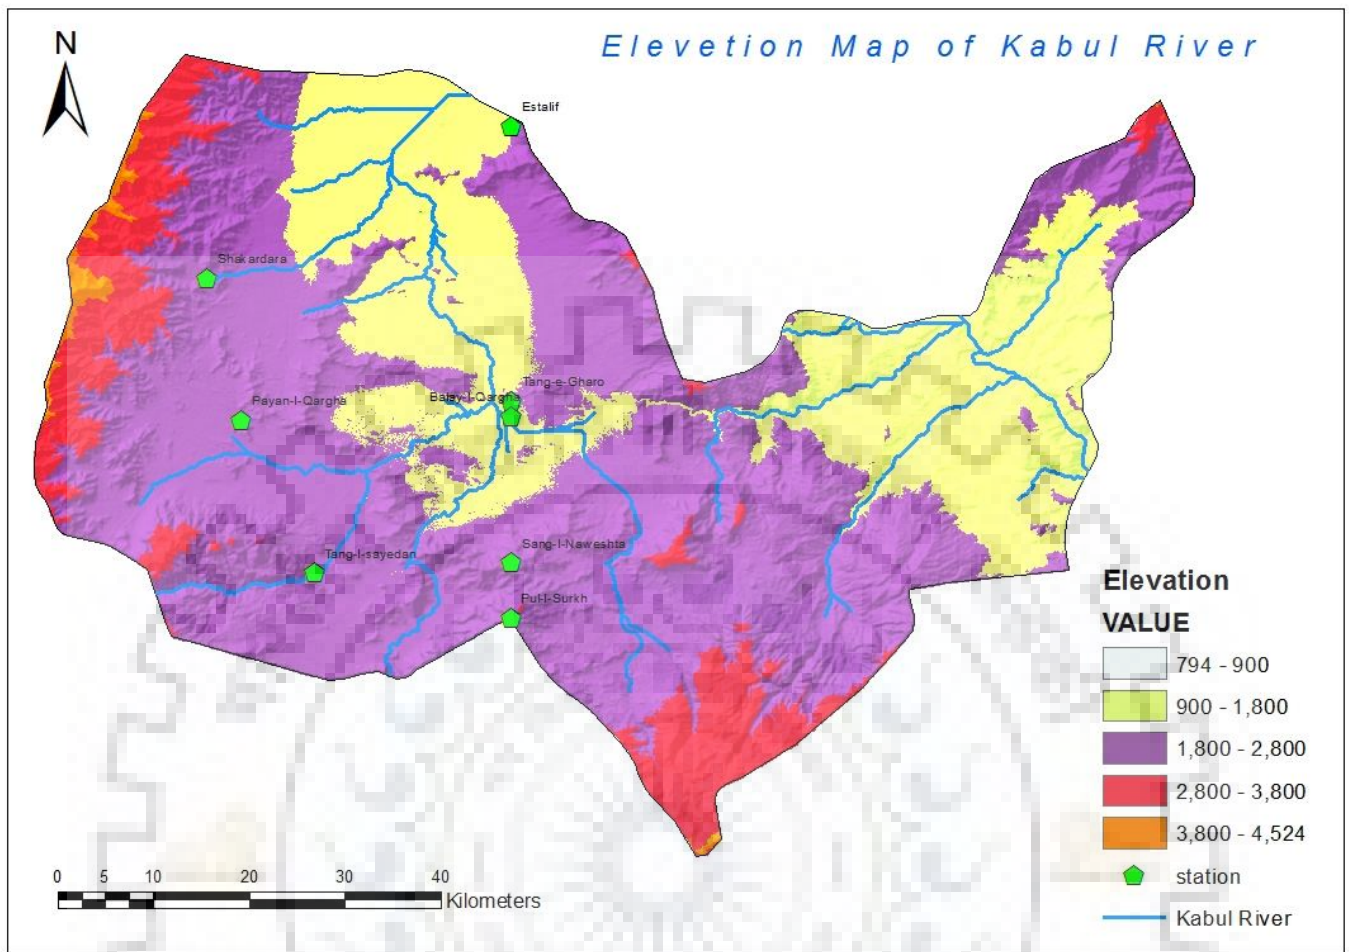 Elevetion Map of Kabul River
N
Estalif
Shakardara
Tang-e-Gharo
Payan-I-Qargha
Balay-I-Qargha
Sang-I-Naweshta
Tang-I-sayedan
Pul-I-Surkh
Elevation
VALUE
794 - 900
900 - 1,800
1,800 - 2,800
2,800 - 3,800
3,800 - 4,524
station
Kabul River
0 5 10 20 30 40
Kilometers